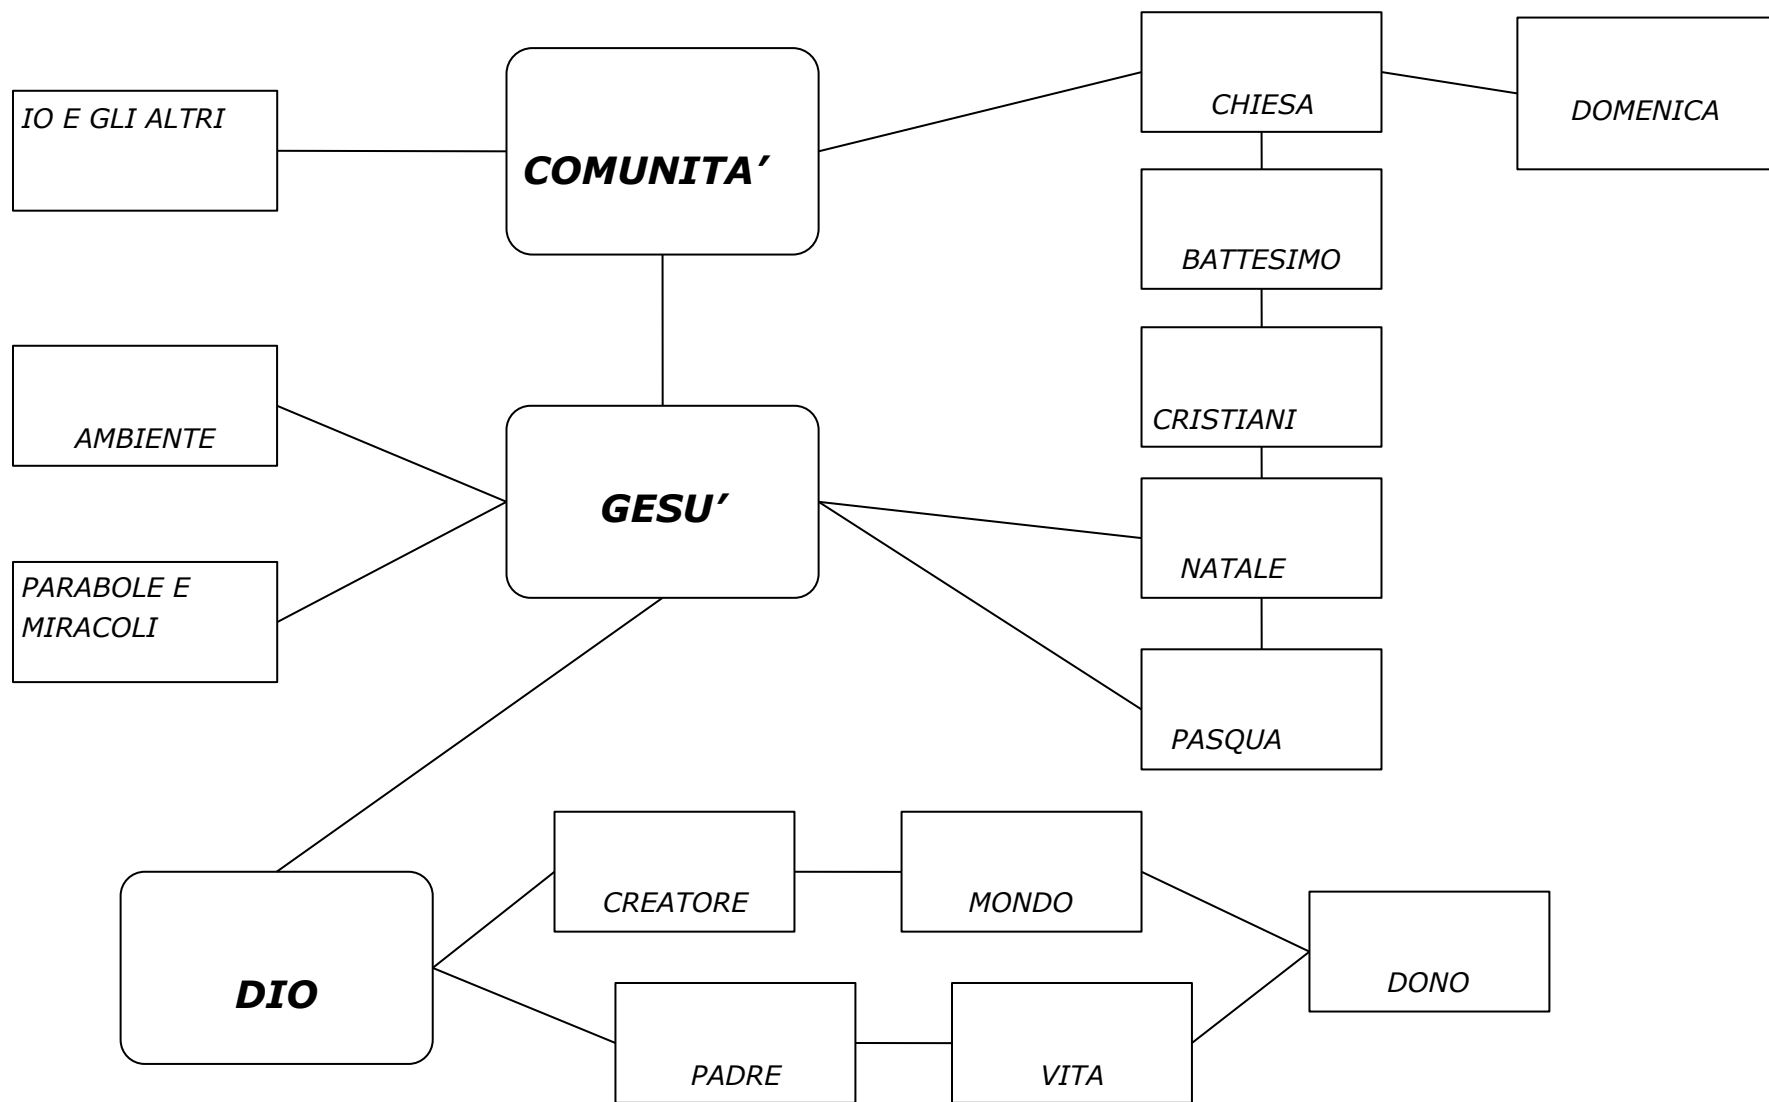 CHIESA
DOMENICA
IO E GLI ALTRI
COMUNITA’
BATTESIMO
CRISTIANI
AMBIENTE
GESU’
NATALE
PARABOLE E
MIRACOLI
PASQUA
CREATORE
MONDO
DIO
DONO
PADRE
VITA